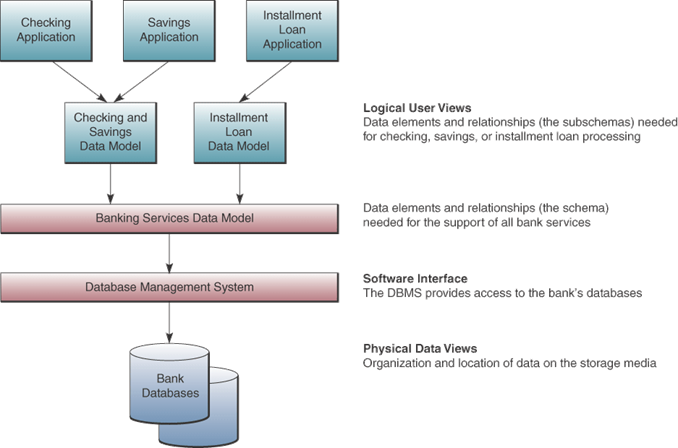 Checking
Application
Savings
Application
Installment
Loan
Application
Checking and
Savings
Data Model
Installment
Loan
Data Model
Logical User Views
Data elements and relationships (the subschemas) needed
for checking, savings, or installment loan processing
Banking Services Data Model
Data elements and relationships (the schema)
needed for the support of all bank services
Database Management System
Software Interface
The DBMS provides access to the bank's databases
Bank
Databases
Physical Data Views
Organization and location of data on the storage media